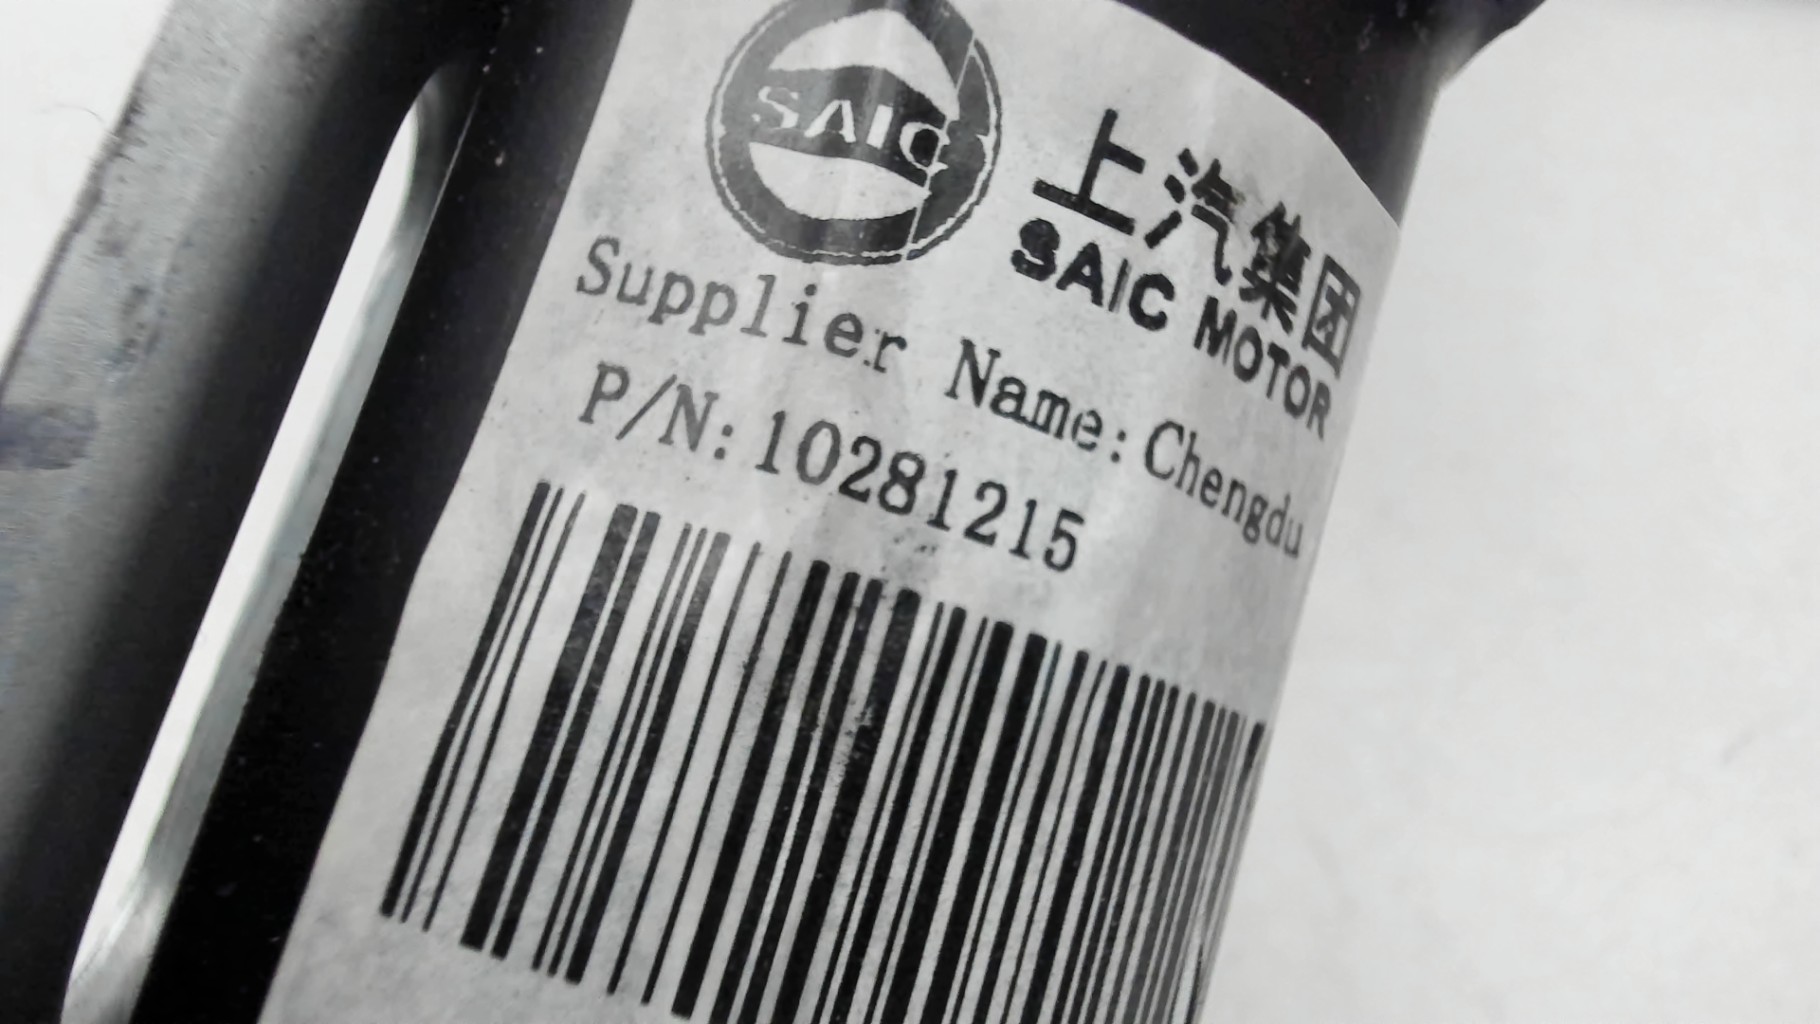 SAIC
上汽集团
SAIC MOTOR
Supplier Name:Chengdu
P/N:10281215